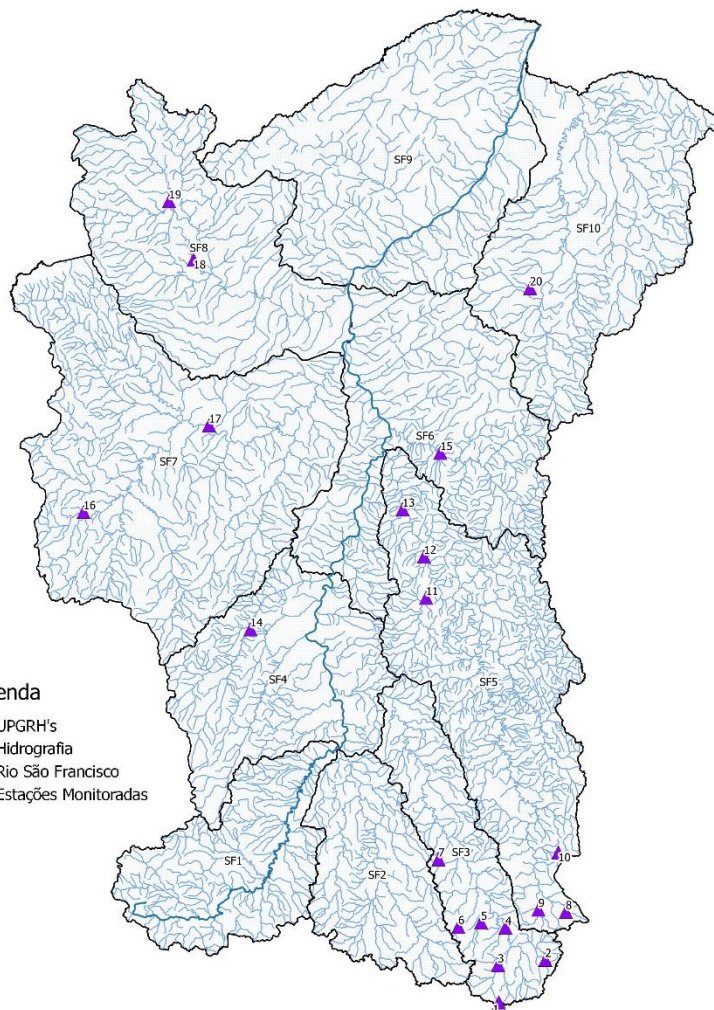 SF9
19
SF10
SF8
18
20
17
SF6
15
SF7
13
16
12
11
14
SF4
SF5
enda
UPGRH's
Hidrografia
Rio São Francisco
Estações Monitoradas
SF1
7
SF3
10
SF2
9
8
6
5
4
3
2
1